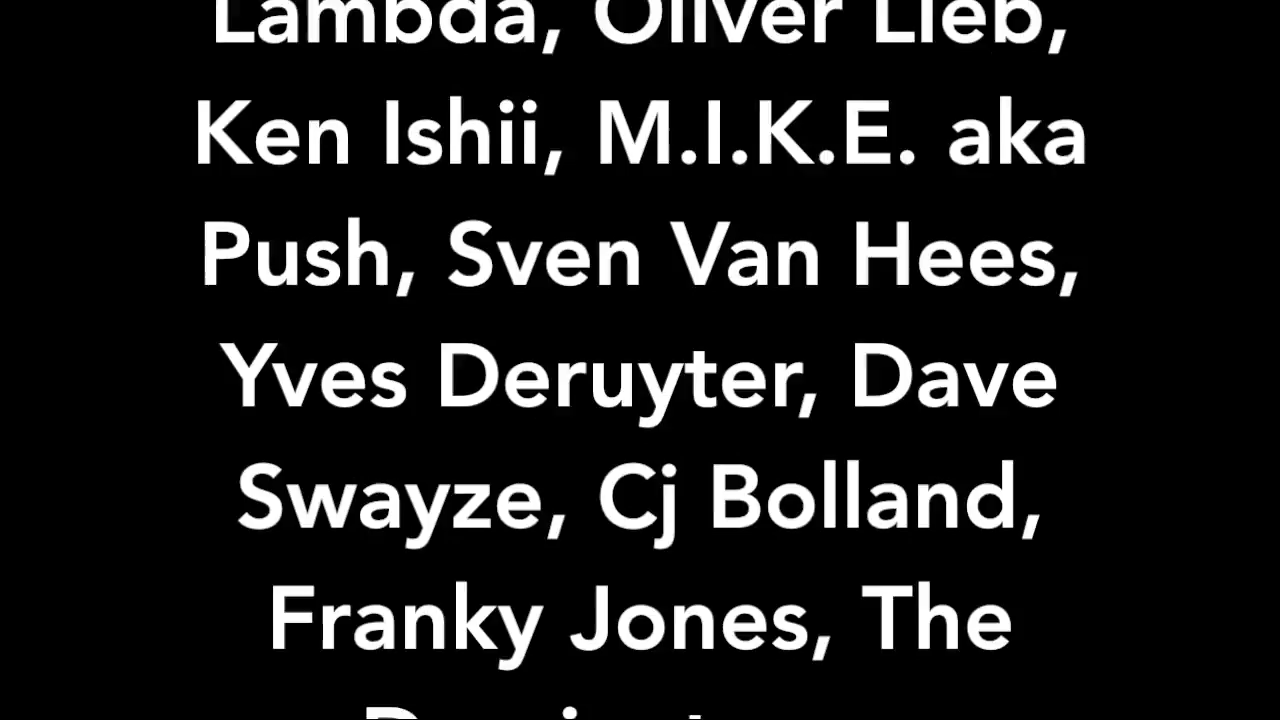 Lambda, Oliver Lieb,
Ken Ishii, M.I.K.E. aka
Push, Sven Van Hees,
Yves Deruyter, Dave
Swayze, Cj Bolland,
Franky Jones, The